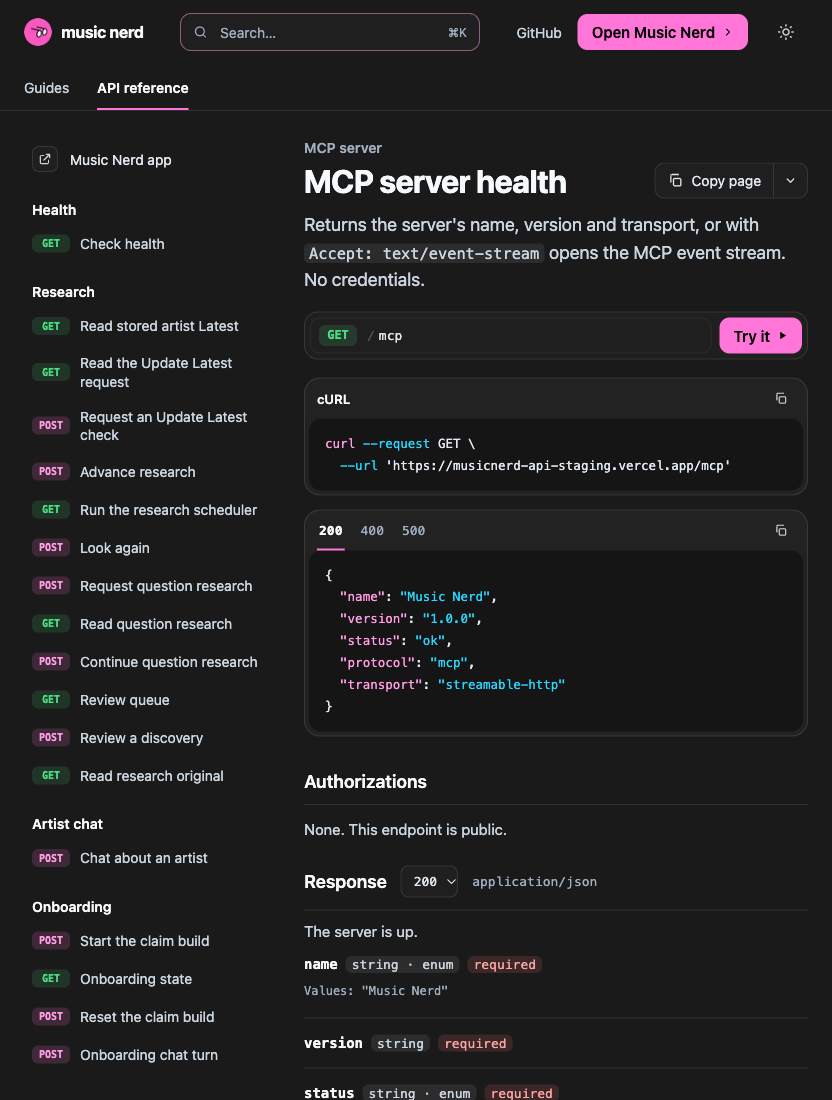 music nerd
Search...
⌘K
GitHub
Open Music Nerd
Guides
API reference
Music Nerd app
Health
GET Check health
Research
GET Read stored artist Latest
GET Read the Update Latest
request
POST Request an Update Latest
check
POST Advance research
GET Run the research scheduler
POST Look again
POST Request question research
GET Read question research
POST Continue question research
GET Review queue
POST Review a discovery
GET Read research original
Artist chat
POST Chat about an artist
Onboarding
POST Start the claim build
GET Onboarding state
POST Reset the claim build
POST Onboarding chat turn
MCP server
MCP server health
Copy page
Returns the server's name, version and transport, or with
Accept: text/event-stream opens the MCP event stream.
No credentials.
GET / mcp
Try it
cURL
curl --request GET \
--url 'https://musicnerd-api-staging.vercel.app/mcp'
200 400 500
{
"name": "Music Nerd",
"version": "1.0.0",
"status": "ok",
"protocol": "mcp",
"transport": "streamable-http"
}
Authorizations
None. This endpoint is public.
Response 200 application/json
The server is up.
name string · enum required
Values: "Music Nerd"
version string required
status string · enum required